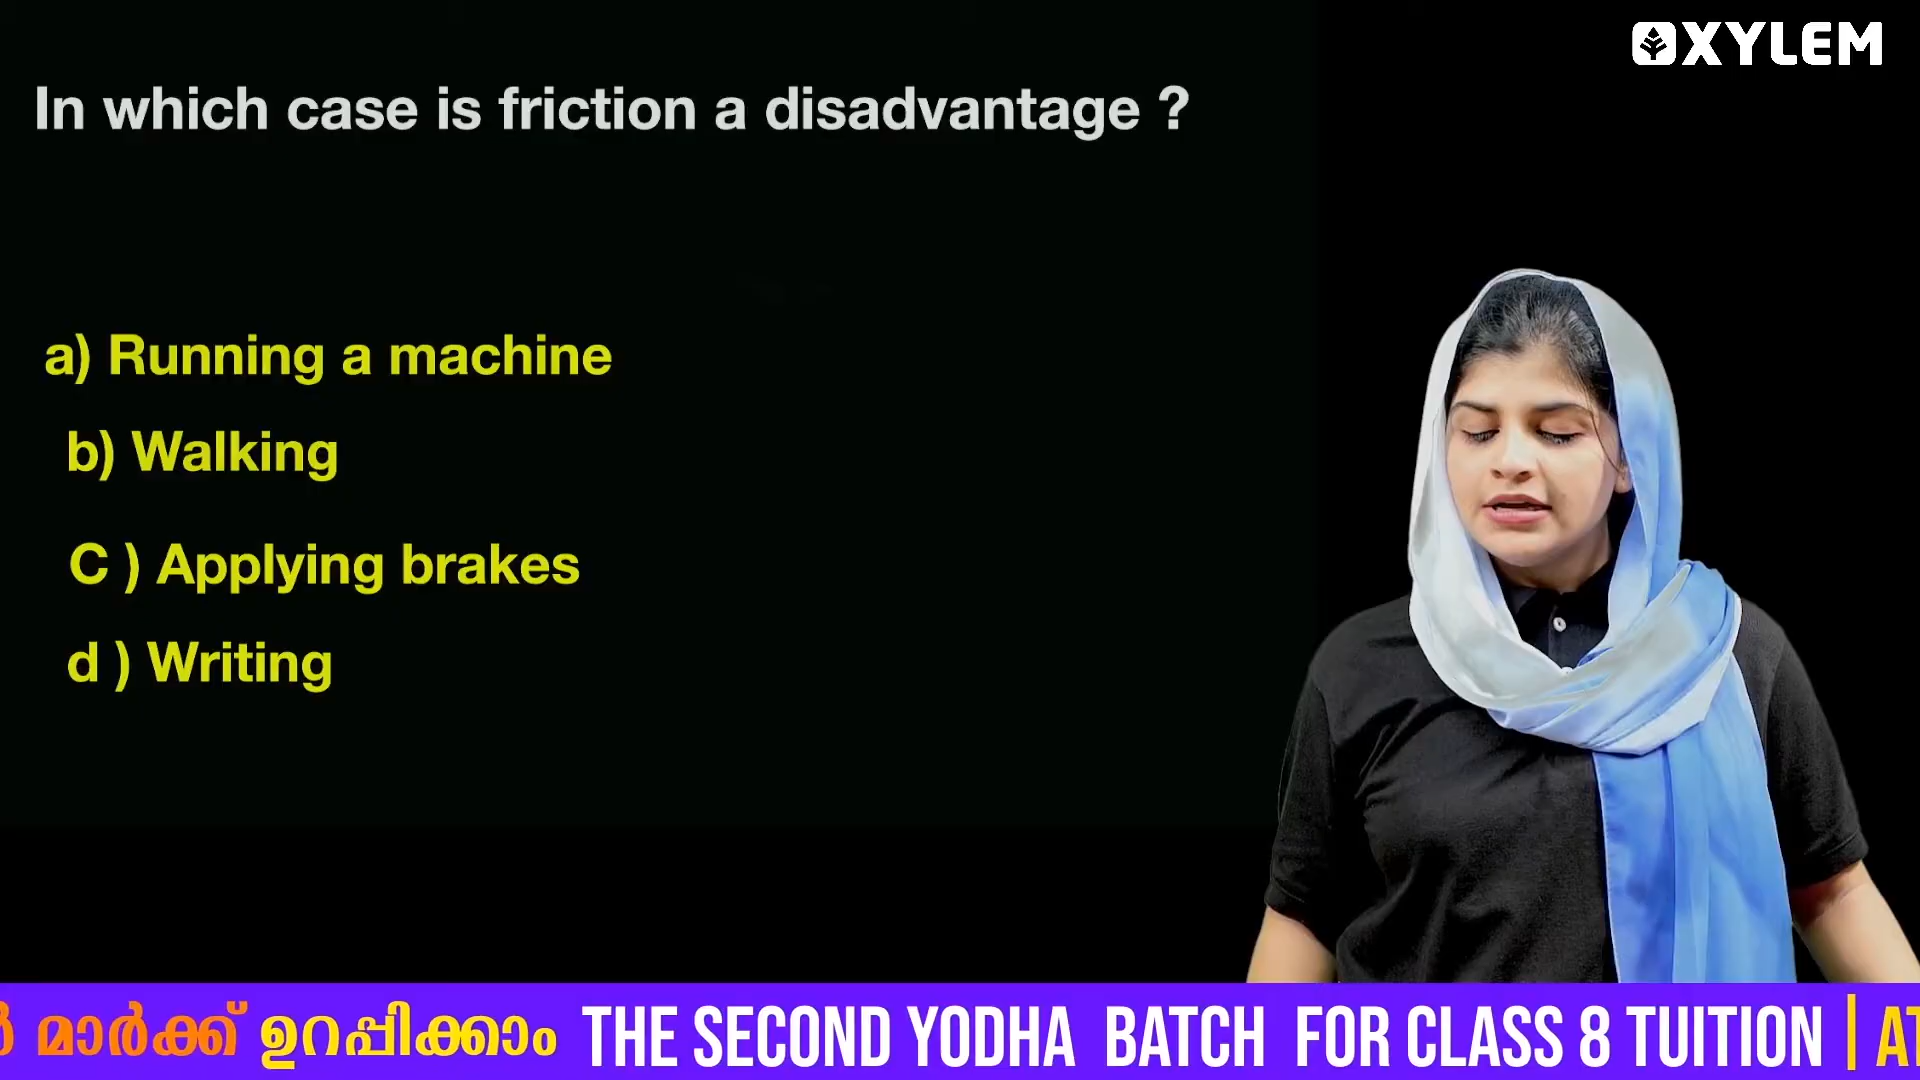 XYLEM
In which case is friction a disadvantage ?
a) Running a machine
b) Walking
C ) Applying brakes
d ) Writing
മാർക്ക് ഉറപ്പിക്കാം THE SECOND YODHA BATCH FOR CLASS 8 TUITION |